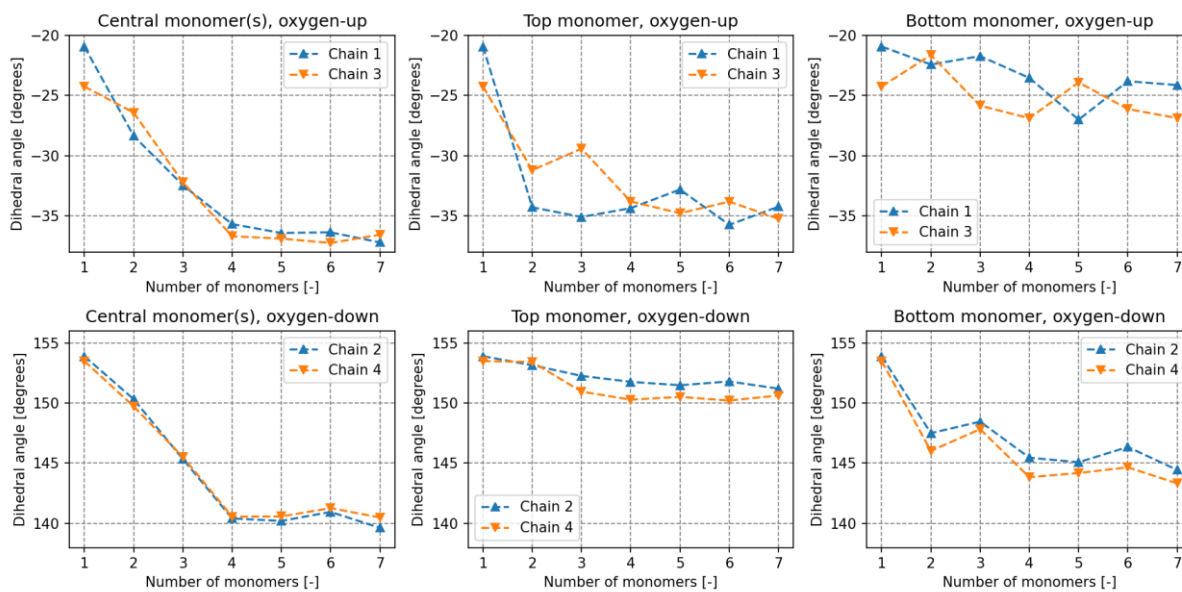 Central monomer(s), oxygen-up
Dihedral angle [degrees]
−20
−25
−30
−35
Chain 1
Chain 3
1 2 3 4 5 6 7
Number of monomers [-]
Top monomer, oxygen-up
Dihedral angle [degrees]
−20
−25
−30
−35
Chain 1
Chain 3
1 2 3 4 5 6 7
Number of monomers [-]
Bottom monomer, oxygen-up
Dihedral angle [degrees]
−20
−25
−30
−35
Chain 1
Chain 3
1 2 3 4 5 6 7
Number of monomers [-]
Central monomer(s), oxygen-down
Dihedral angle [degrees]
155
150
145
140
Chain 2
Chain 4
1 2 3 4 5 6 7
Number of monomers [-]
Top monomer, oxygen-down
Dihedral angle [degrees]
155
150
145
140
Chain 2
Chain 4
1 2 3 4 5 6 7
Number of monomers [-]
Bottom monomer, oxygen-down
Dihedral angle [degrees]
155
150
145
140
Chain 2
Chain 4
1 2 3 4 5 6 7
Number of monomers [-]